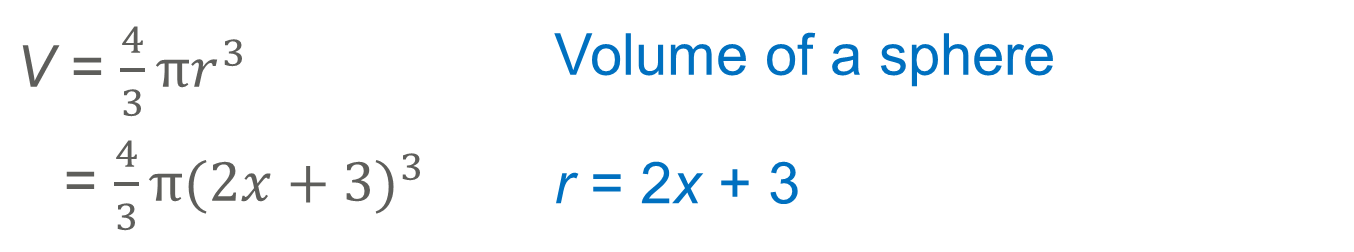 V = 4/3 πr³ Volume of a sphere
= 4/3 π(2x + 3)³ r = 2x + 3